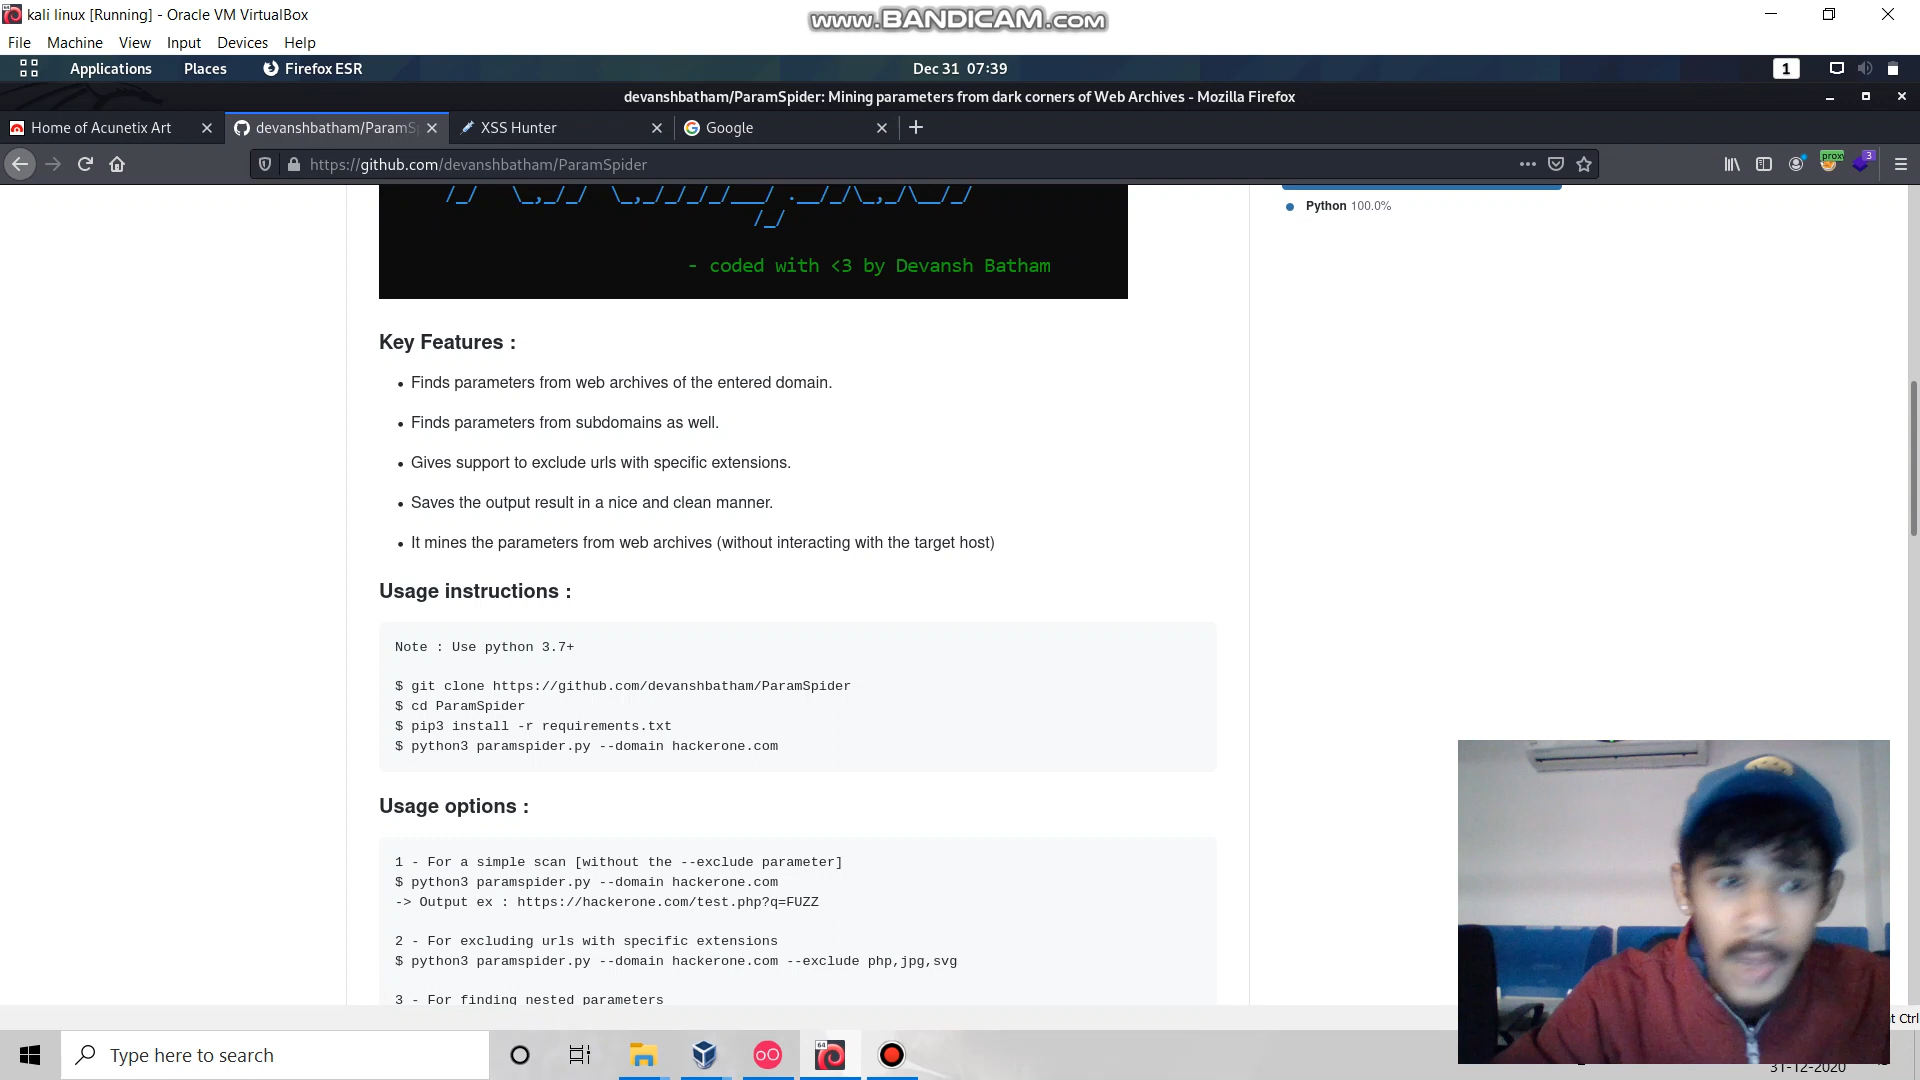 kali linux [Running] - Oracle VM VirtualBox
www.BANDICAM.com
File Machine View Input Devices Help
Applications Places Firefox ESR Dec 31 07:39 1
devanshbatham/ParamSpider: Mining parameters from dark corners of Web Archives - Mozilla Firefox
Home of Acunetix Art devanshbatham/ParamSp XSS Hunter Google
https://github.com/devanshbatham/ParamSpider
proxy 3
Python 100.0%
- coded with <3 by Devansh Batham
Key Features :
Finds parameters from web archives of the entered domain.
Finds parameters from subdomains as well.
Gives support to exclude urls with specific extensions.
Saves the output result in a nice and clean manner.
It mines the parameters from web archives (without interacting with the target host)
Usage instructions :
Note : Use python 3.7+
$ git clone https://github.com/devanshbatham/ParamSpider
$ cd ParamSpider
$ pip3 install -r requirements.txt
$ python3 paramspider.py --domain hackerone.com
Usage options :
1 - For a simple scan [without the --exclude parameter]
$ python3 paramspider.py --domain hackerone.com
-> Output ex : https://hackerone.com/test.php?q=FUZZ
2 - For excluding urls with specific extensions
$ python3 paramspider.py --domain hackerone.com --exclude php,jpg,svg
3 - For finding nested parameters
t Ctrl
Type here to search
64
31-12-2020